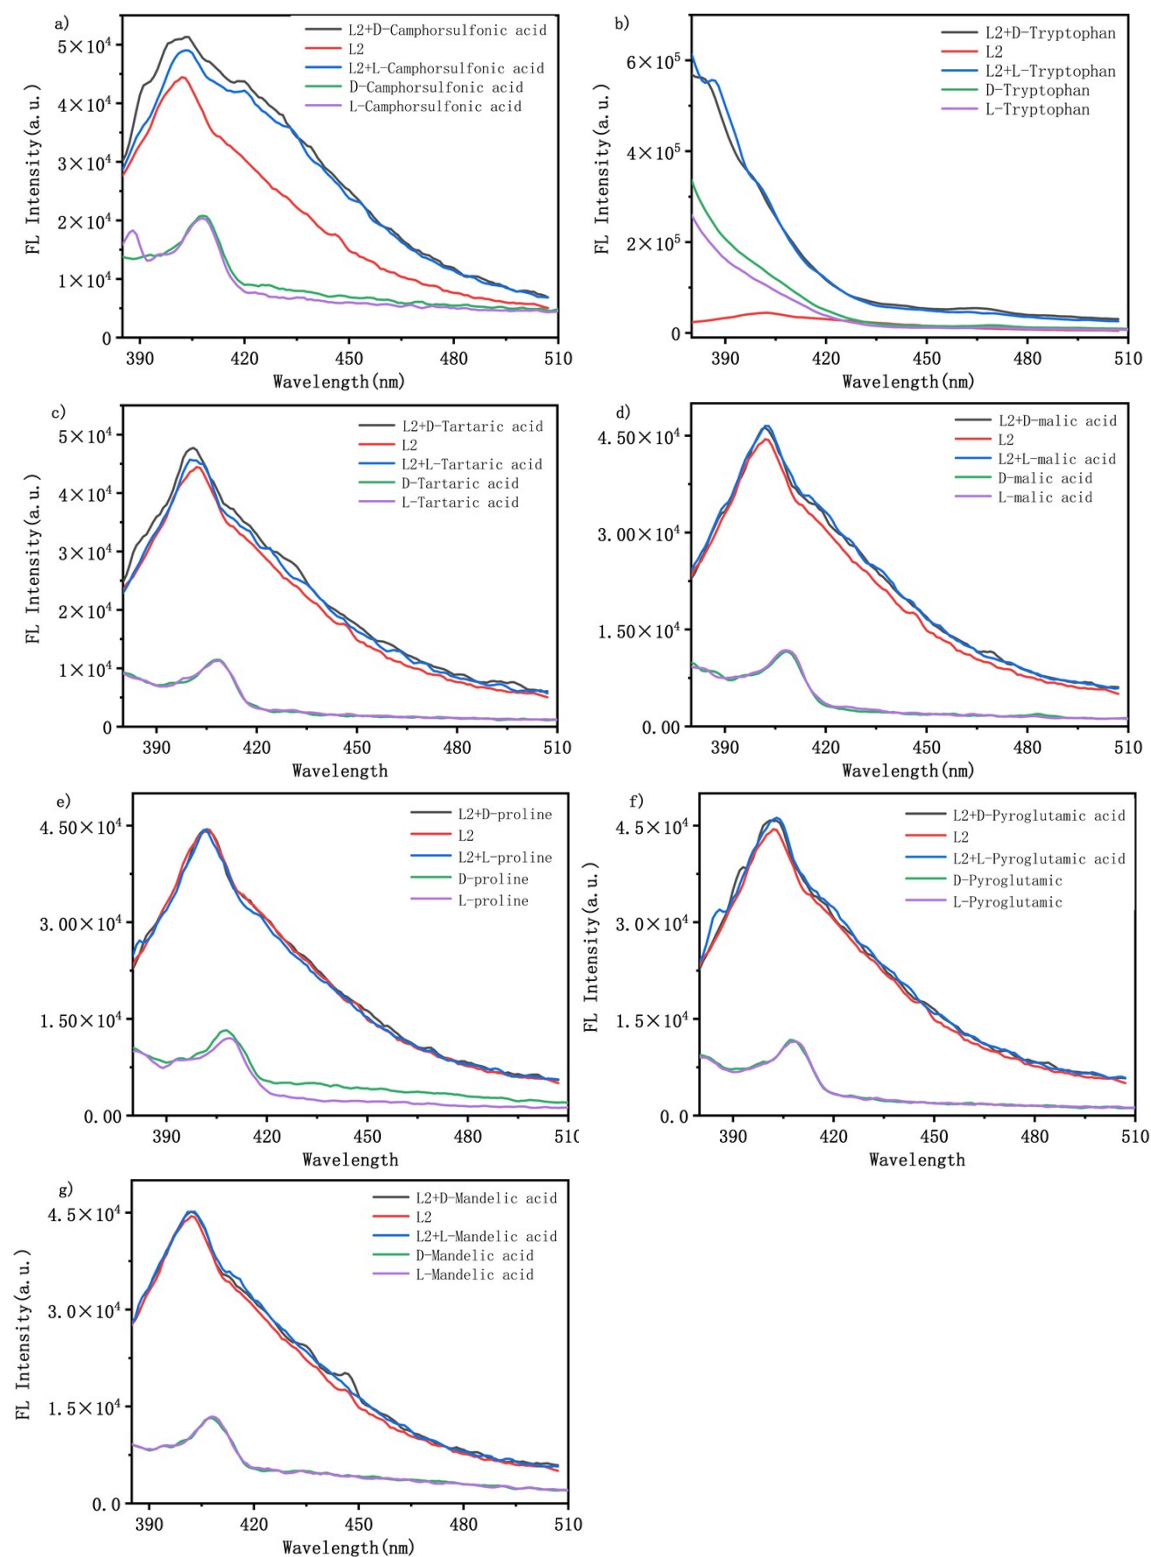 a)
L2+D-Camphorsulfonic acid
L2
L2+L-Camphorsulfonic acid
D-Camphorsulfonic acid
L-Camphorsulfonic acid
FL Intensity(a.u.)
5×10⁴
4×10⁴
3×10⁴
2×10⁴
1×10⁴
0
390 420 450 480 510
Wavelength(nm)
b)
L2+D-Tryptophan
L2
L2+L-Tryptophan
D-Tryptophan
L-Tryptophan
FL Intensity(a.u.)
6×10⁵
4×10⁵
2×10⁵
0
390 420 450 480 510
Wavelength(nm)
c)
L2+D-Tartaric acid
L2
L2+L-Tartaric acid
D-Tartaric acid
L-Tartaric acid
FL Intensity(a.u.)
5×10⁴
4×10⁴
3×10⁴
2×10⁴
1×10⁴
0
390 420 450 480 510
Wavelength
d)
L2+D-malic acid
L2
L2+L-malic acid
D-malic acid
L-malic acid
4.50×10⁴
3.00×10⁴
1.50×10⁴
0.00
390 420 450 480 510
Wavelength(nm)
e)
L2+D-proline
L2
L2+L-proline
D-proline
L-proline
4.50×10⁴
3.00×10⁴
1.50×10⁴
0.00
390 420 450 480 510
Wavelength
f)
L2+D-Pyroglutamic acid
L2
L2+L-Pyroglutamic acid
D-Pyroglutamic
L-Pyroglutamic
FL Intensity(a.u.)
4.5×10⁴
3.0×10⁴
1.5×10⁴
0.0
390 420 450 480 510
Wavelength
g)
L2+D-Mandelic acid
L2
L2+L-Mandelic acid
D-Mandelic acid
L-Mandelic acid
FL Intensity(a.u.)
4.5×10⁴
3.0×10⁴
1.5×10⁴
0.0
390 420 450 480 510
Wavelength(nm)